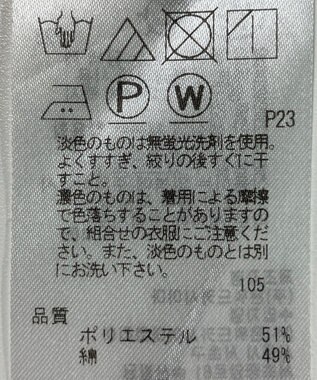 P W
P23
淡色のものは無蛍光洗剤を使用。
よくすすぎ、絞りの後すぐに干
すこと。
濃色のものは、着用による摩擦
で色落ちすることがありますの
で、組合せの衣服にご注意くだ
さい。また、淡色のものとは別
にお洗い下さい。
105
品質
ポリエステル 51%
綿 49%